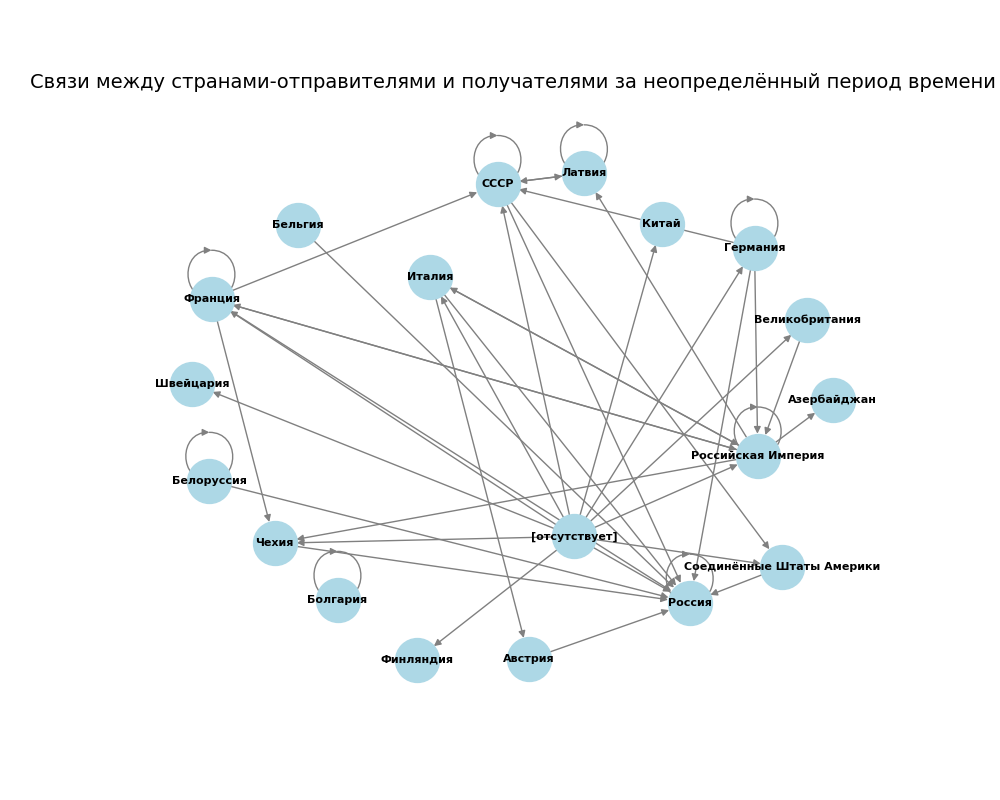 Связи между странами-отправителями и получателями за неопределённый период времени
Латвия
СССР
Китай
Бельгия
Германия
Италия
Франция
Великобритания
Швейцария
Азербайджан
Российская Империя
Белоруссия
[отсутствует]
Чехия
Соединённые Штаты Америки
Болгария
Россия
Финляндия
Австрия